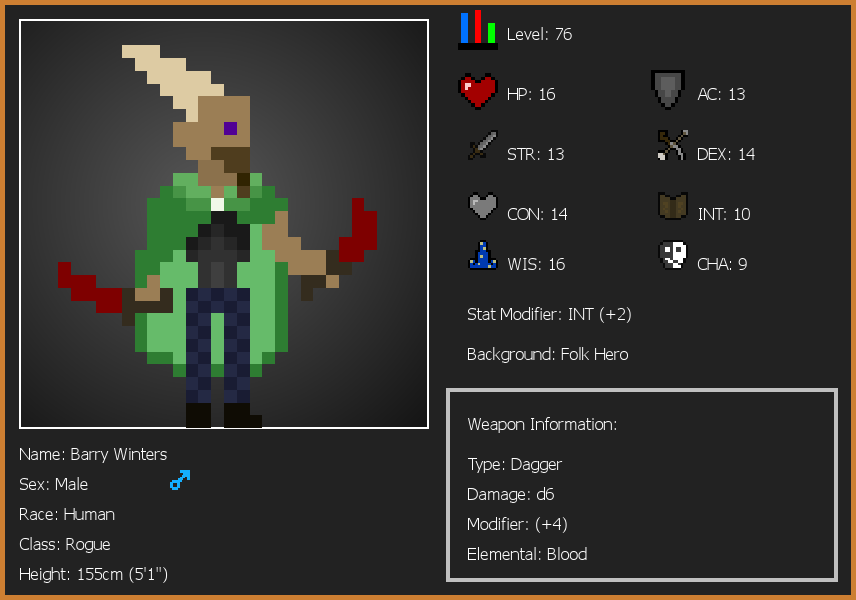 Level: 76
HP: 16
AC: 13
STR: 13
DEX: 14
CON: 14
INT: 10
WIS: 16
CHA: 9
Stat Modifier: INT (+2)
Background: Folk Hero
Weapon Information:
Type: Dagger
Damage: d6
Modifier: (+4)
Elemental: Blood
Name: Barry Winters
Sex: Male
Race: Human
Class: Rogue
Height: 155cm (5'1")